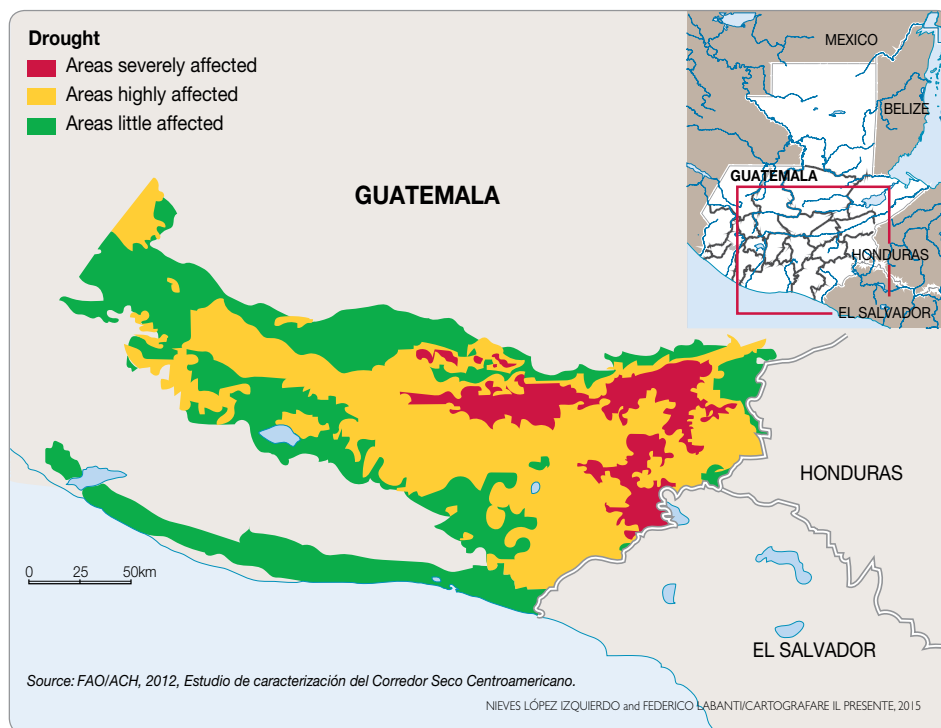 Drought
Areas severely affected
Areas highly affected
Areas little affected
MEXICO
BELIZE
GUATEMALA
HONDURAS
EL SALVADOR
GUATEMALA
HONDURAS
EL SALVADOR
0 25 50km
Source: FAO/ACH, 2012, Estudio de caracterización del Corredor Seco Centroamericano.
NIEVES LÓPEZ IZQUIERDO and FEDERICO LABANTI/CARTOGRAFARE IL PRESENTE, 2015